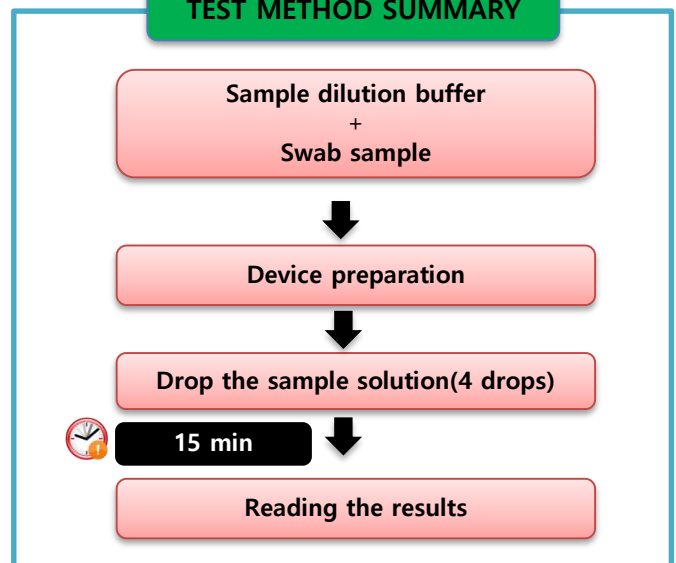 TEST METHOD SUMMARY
Sample dilution buffer
+
Swab sample
Device preparation
Drop the sample solution(4 drops)
15 min
Reading the results